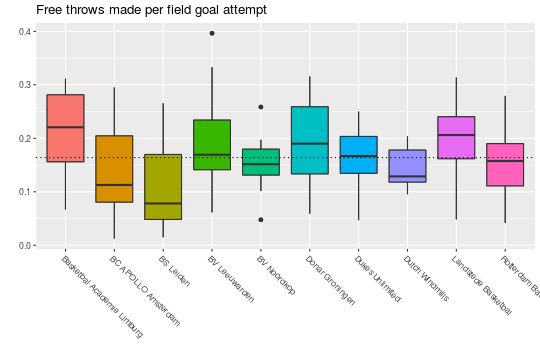 Free throws made per field goal attempt
0.4
0.3
0.2
0.1
0.0
Basketbal Academie Limburg
BC APOLLO Amsterdam
BS Leiden
BV Leeuwarden
BV Noordkop
Donar Groningen
Dukes Unlimited
Dutch Windmills
Landstede Basketbal
Rotterdam Bas